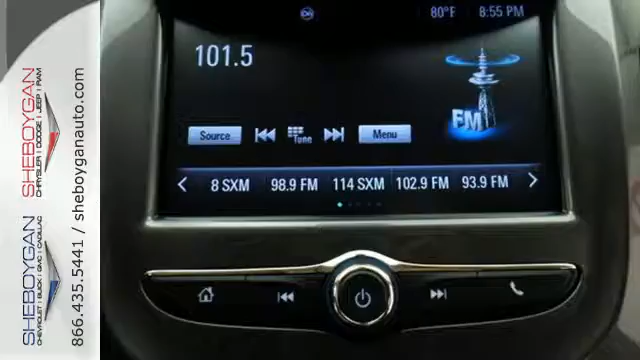 80°F 8:55 PM
101.5
FM
Source Tune Menu
8 SXM 98.9 FM 114 SXM 102.9 FM 93.9 FM
SHEBOYGAN
CHRYSLER | DODGE | JEEP | RAM
SHEBOYGAN
CHEVROLET | BUICK | GMC | CADILLAC
866.435.5441 / sheboyganauto.com